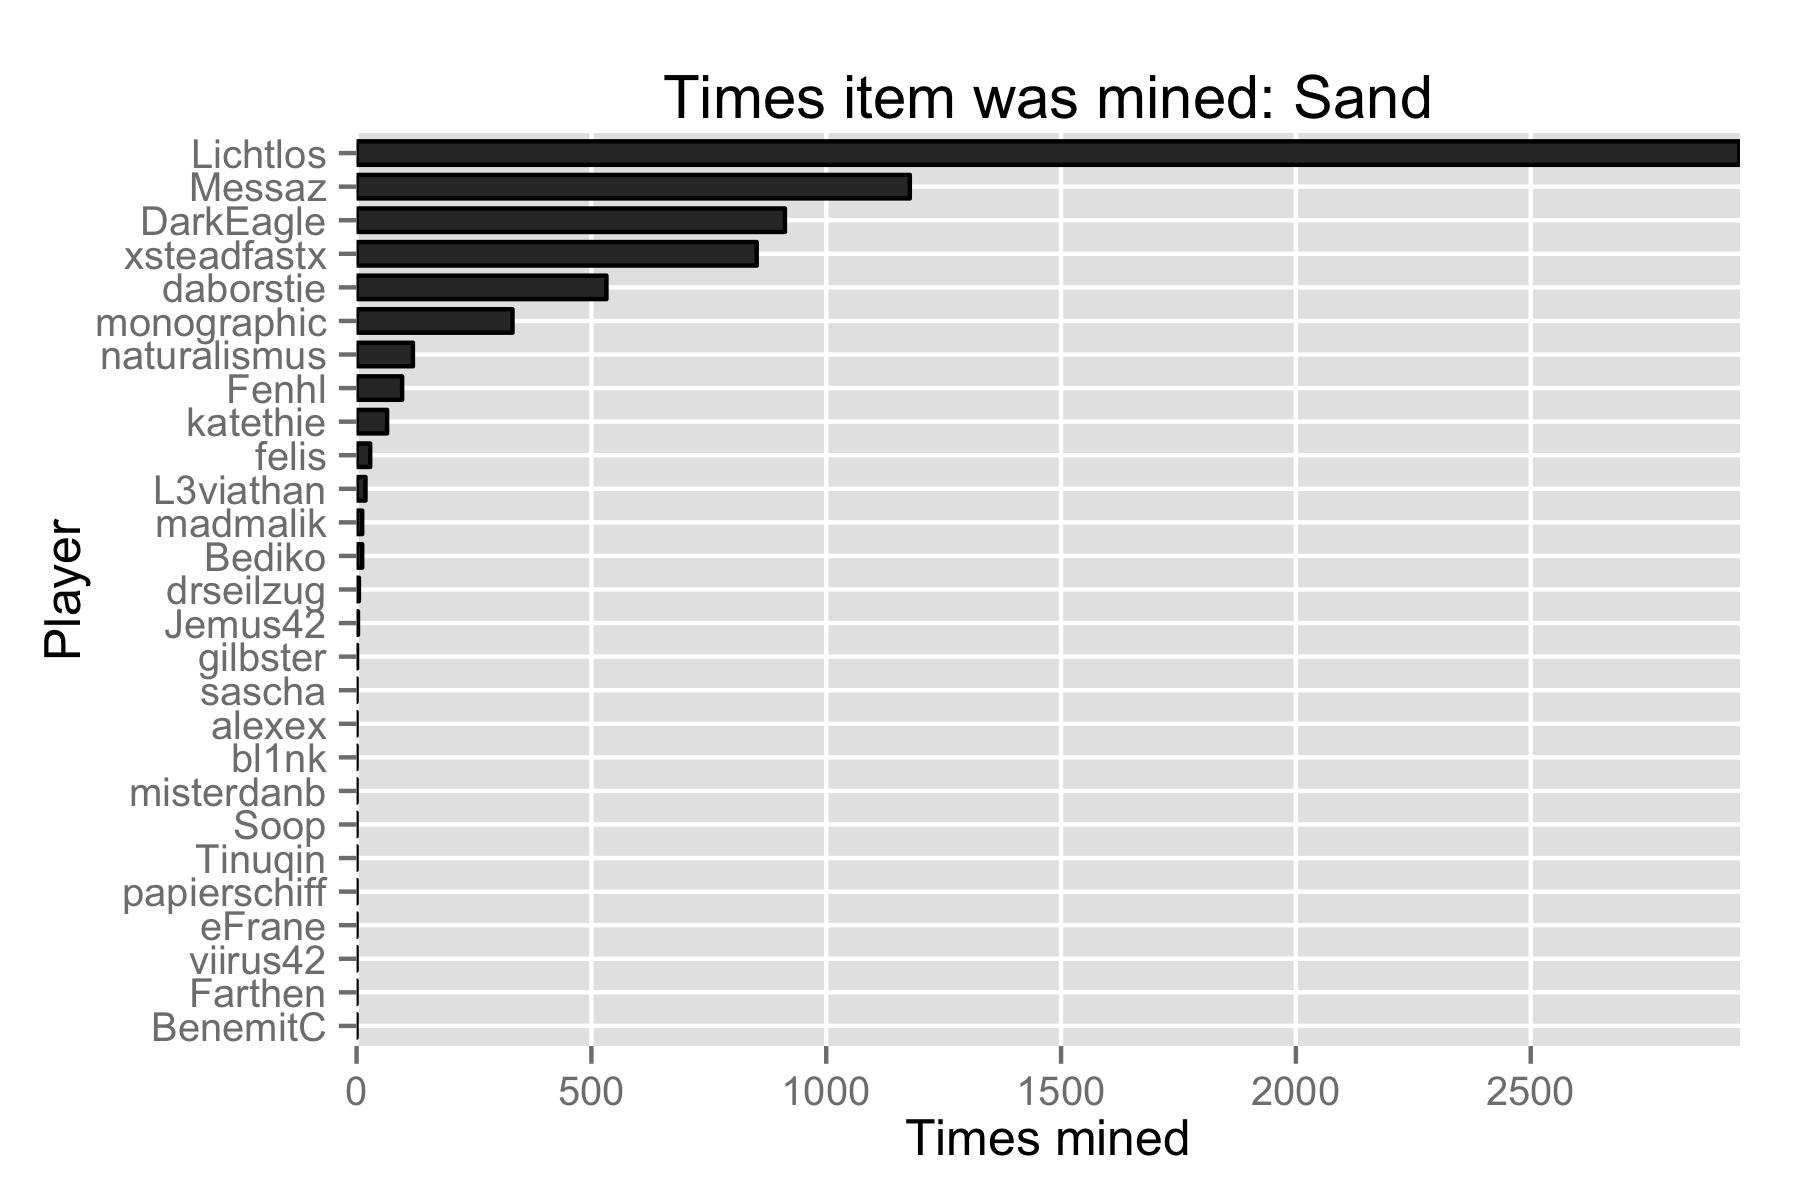 Times item was mined: Sand
Lichtlos
Messaz
DarkEagle
xsteadfastx
daborstie
monographic
naturalismus
Fenhl
katethie
felis
L3viathan
madmalik
Bediko
drseilzug
Jemus42
gilbster
sascha
alexex
bl1nk
misterdanb
Soop
Tinuqin
papierschiff
eFrane
viirus42
Farthen
BenemitC
Player
0 500 1000 1500 2000 2500
Times mined